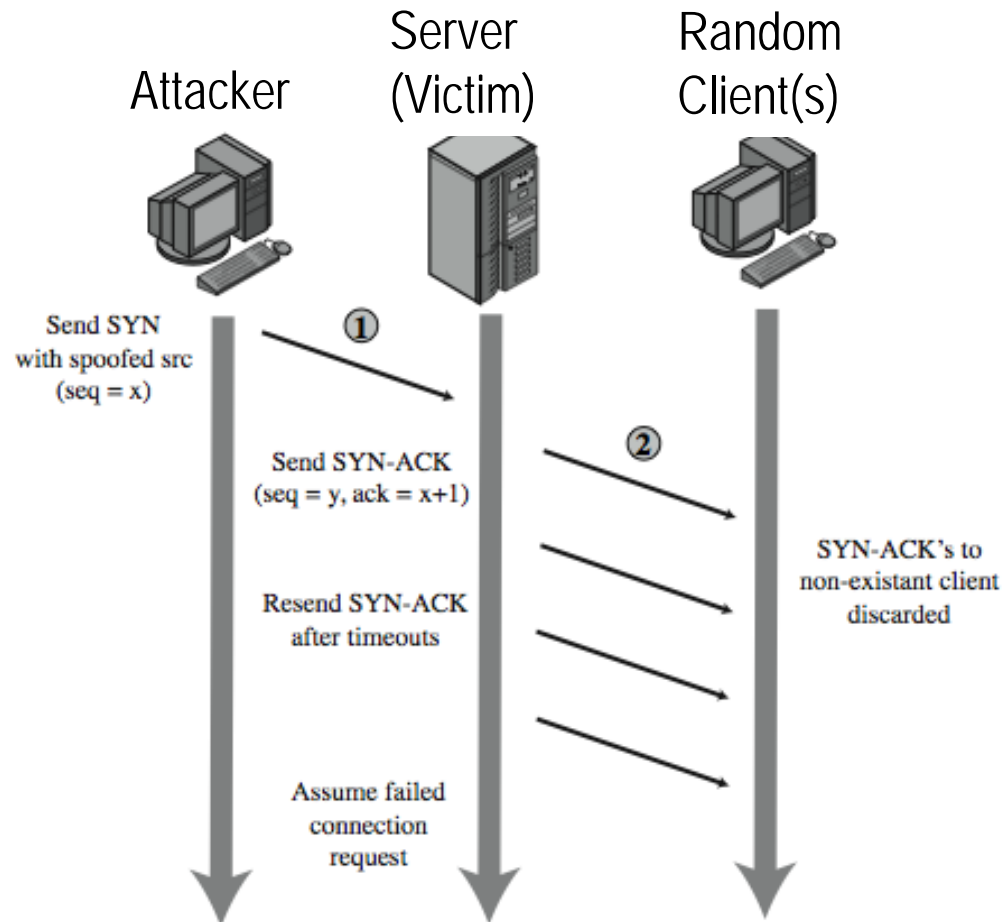 Attacker
Server
(Victim)
Random
Client(s)
Send SYN
with spoofed src
(seq = x)
1
Send SYN-ACK
(seq = y, ack = x+1)
2
SYN-ACK's to
non-existant client
discarded
Resend SYN-ACK
after timeouts
Assume failed
connection
request